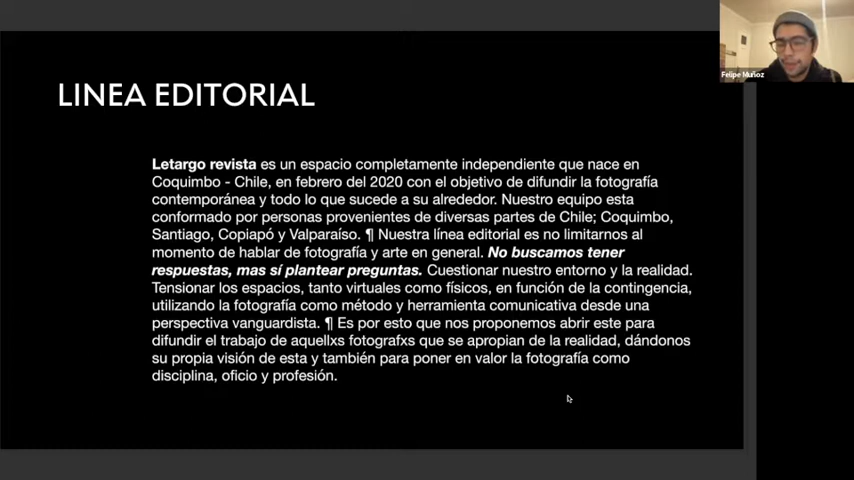 Felipe Muñoz
LINEA EDITORIAL
Letargo revista es un espacio completamente independiente que nace en
Coquimbo - Chile, en febrero del 2020 con el objetivo de difundir la fotografía
contemporánea y todo lo que sucede a su alrededor. Nuestro equipo esta
conformado por personas provenientes de diversas partes de Chile; Coquimbo,
Santiago, Copiapó y Valparaíso. ¶ Nuestra línea editorial es no limitarnos al
momento de hablar de fotografía y arte en general. No buscamos tener
respuestas, mas sí plantear preguntas. Cuestionar nuestro entorno y la realidad.
Tensionar los espacios, tanto virtuales como físicos, en función de la contingencia,
utilizando la fotografía como método y herramienta comunicativa desde una
perspectiva vanguardista. ¶ Es por esto que nos proponemos abrir este para
difundir el trabajo de aquellxs fotografxs que se apropian de la realidad, dándonos
su propia visión de esta y también para poner en valor la fotografía como
disciplina, oficio y profesión.